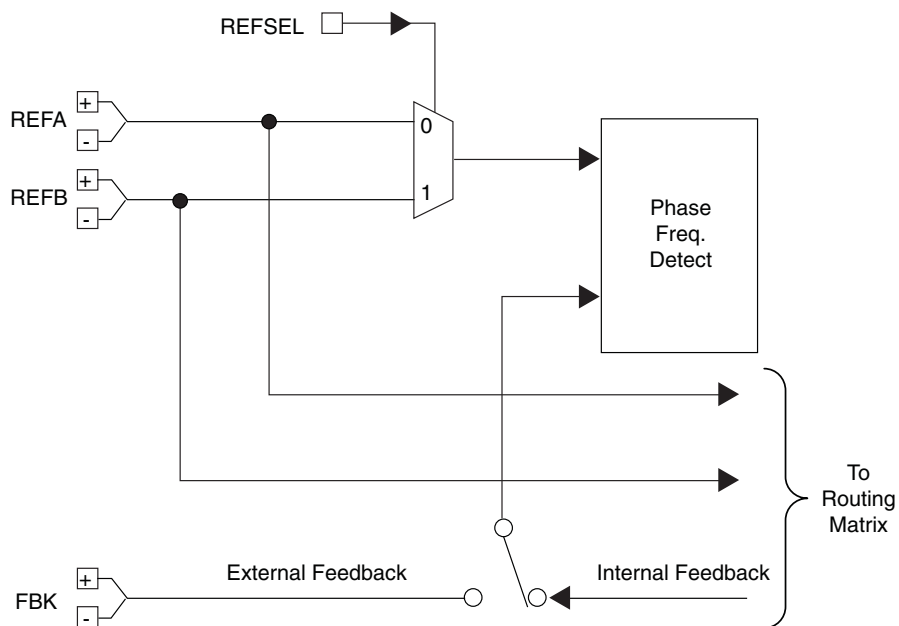 REFSEL
+
REFA
-
0
+
REFB
-
1
Phase
Freq.
Detect
To
Routing
Matrix
External Feedback
Internal Feedback
+
FBK
-